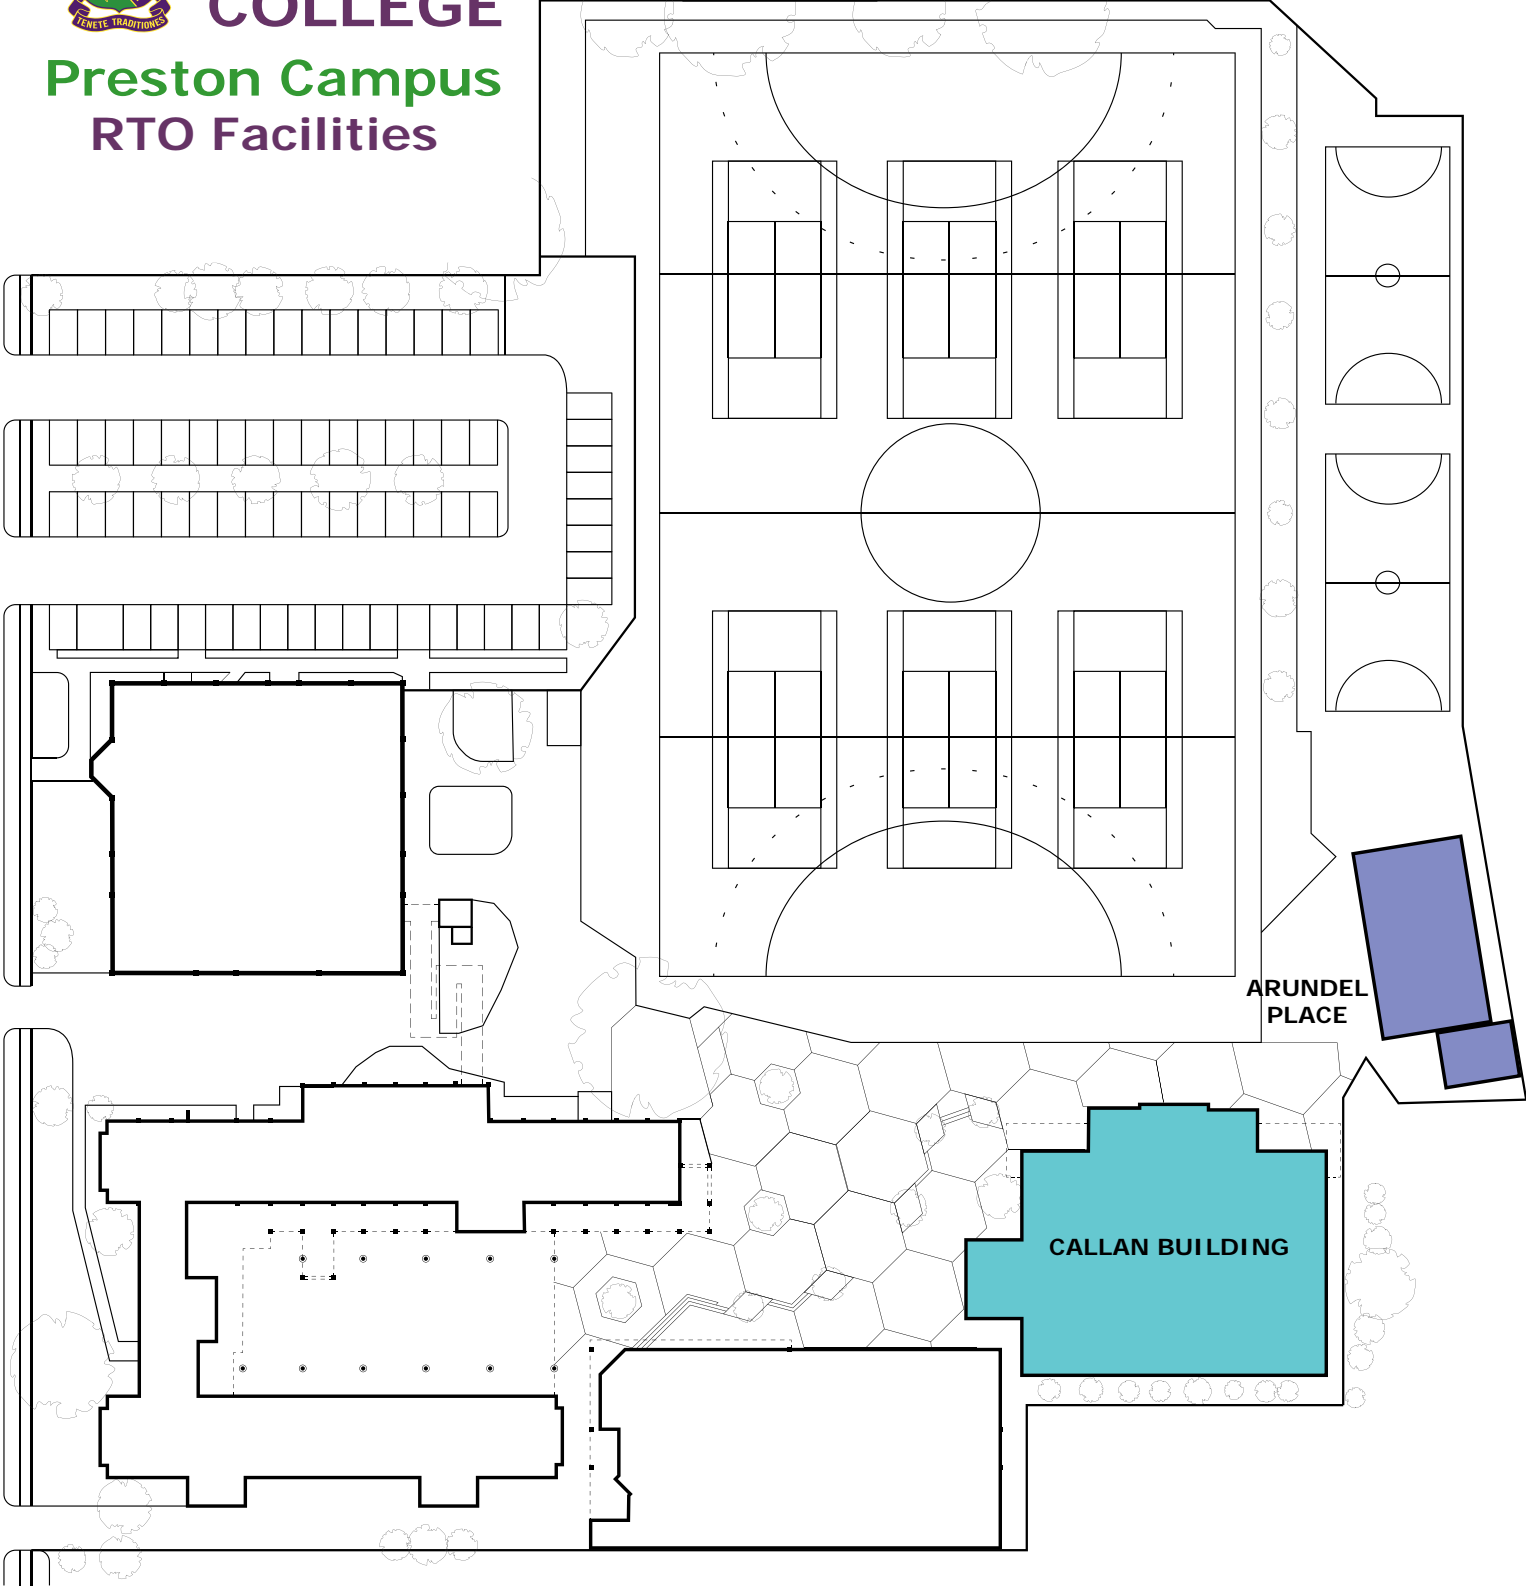 TENETE TRADITIONES
COLLEGE
Preston Campus
RTO Facilities
ARUNDEL
PLACE
CALLAN BUILDING